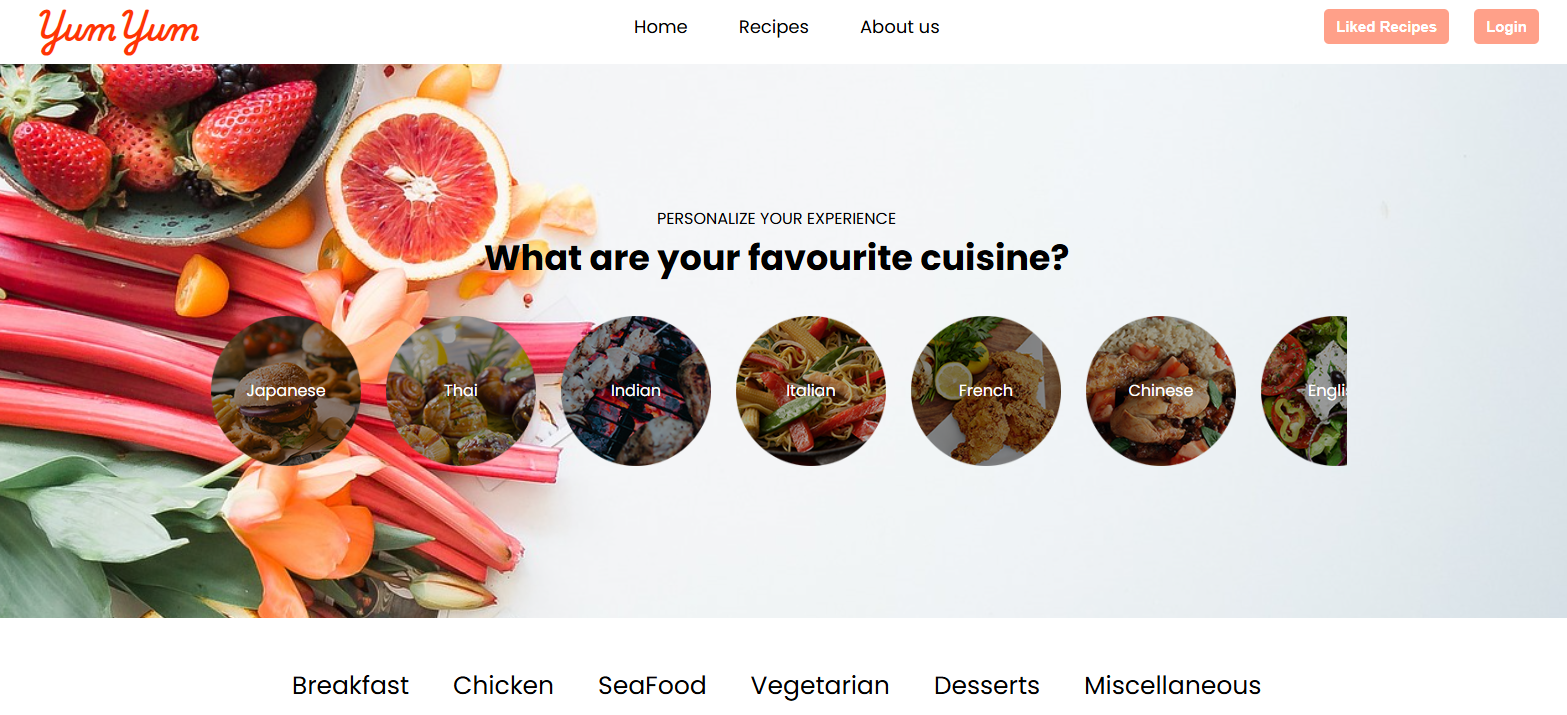 Yum Yum
Home Recipes About us
Liked Recipes Login
PERSONALIZE YOUR EXPERIENCE
What are your favourite cuisine?
Japanese Thai Indian Italian French Chinese Englis
Breakfast Chicken SeaFood Vegetarian Desserts Miscellaneous